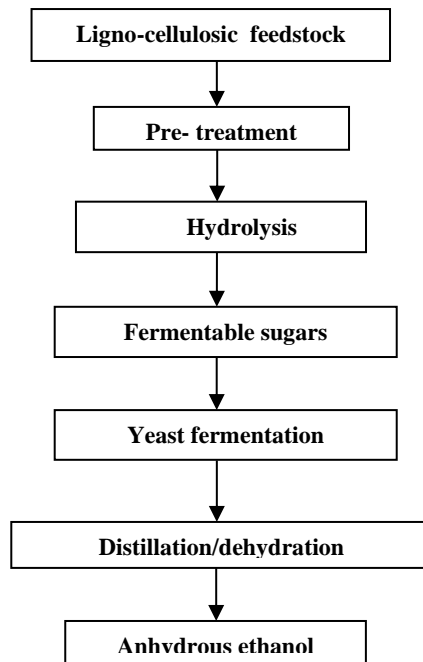 Ligno-cellulosic feedstock
Pre- treatment
Hydrolysis
Fermentable sugars
Yeast fermentation
Distillation/dehydration
Anhydrous ethanol